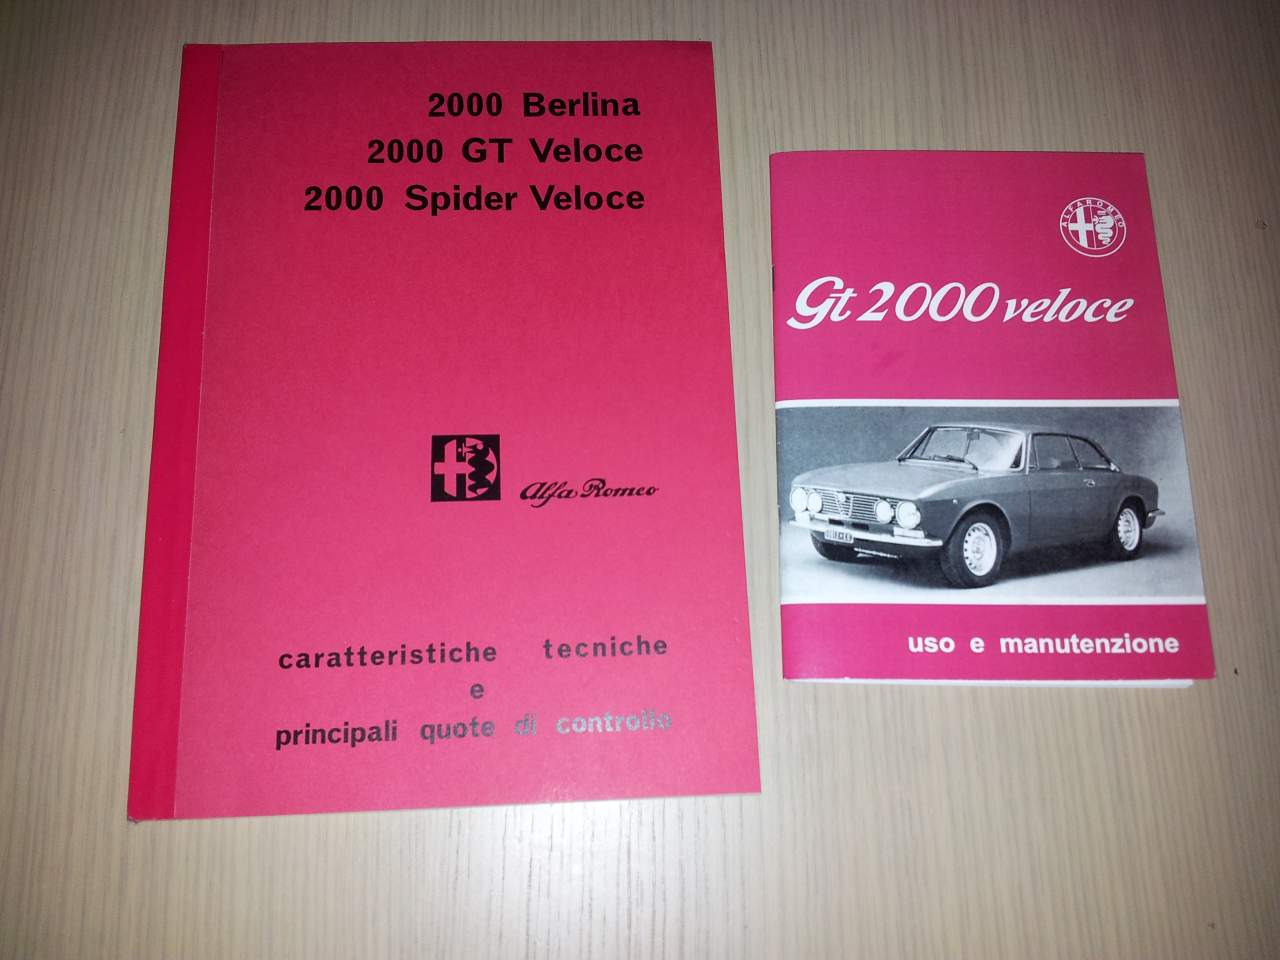 2000 Berlina
2000 GT Veloce
2000 Spider Veloce
Alfa Romeo
caratteristiche tecniche
e
principali quote di controllo
ALFA ROMEO
Gt 2000 veloce
uso e manutenzione